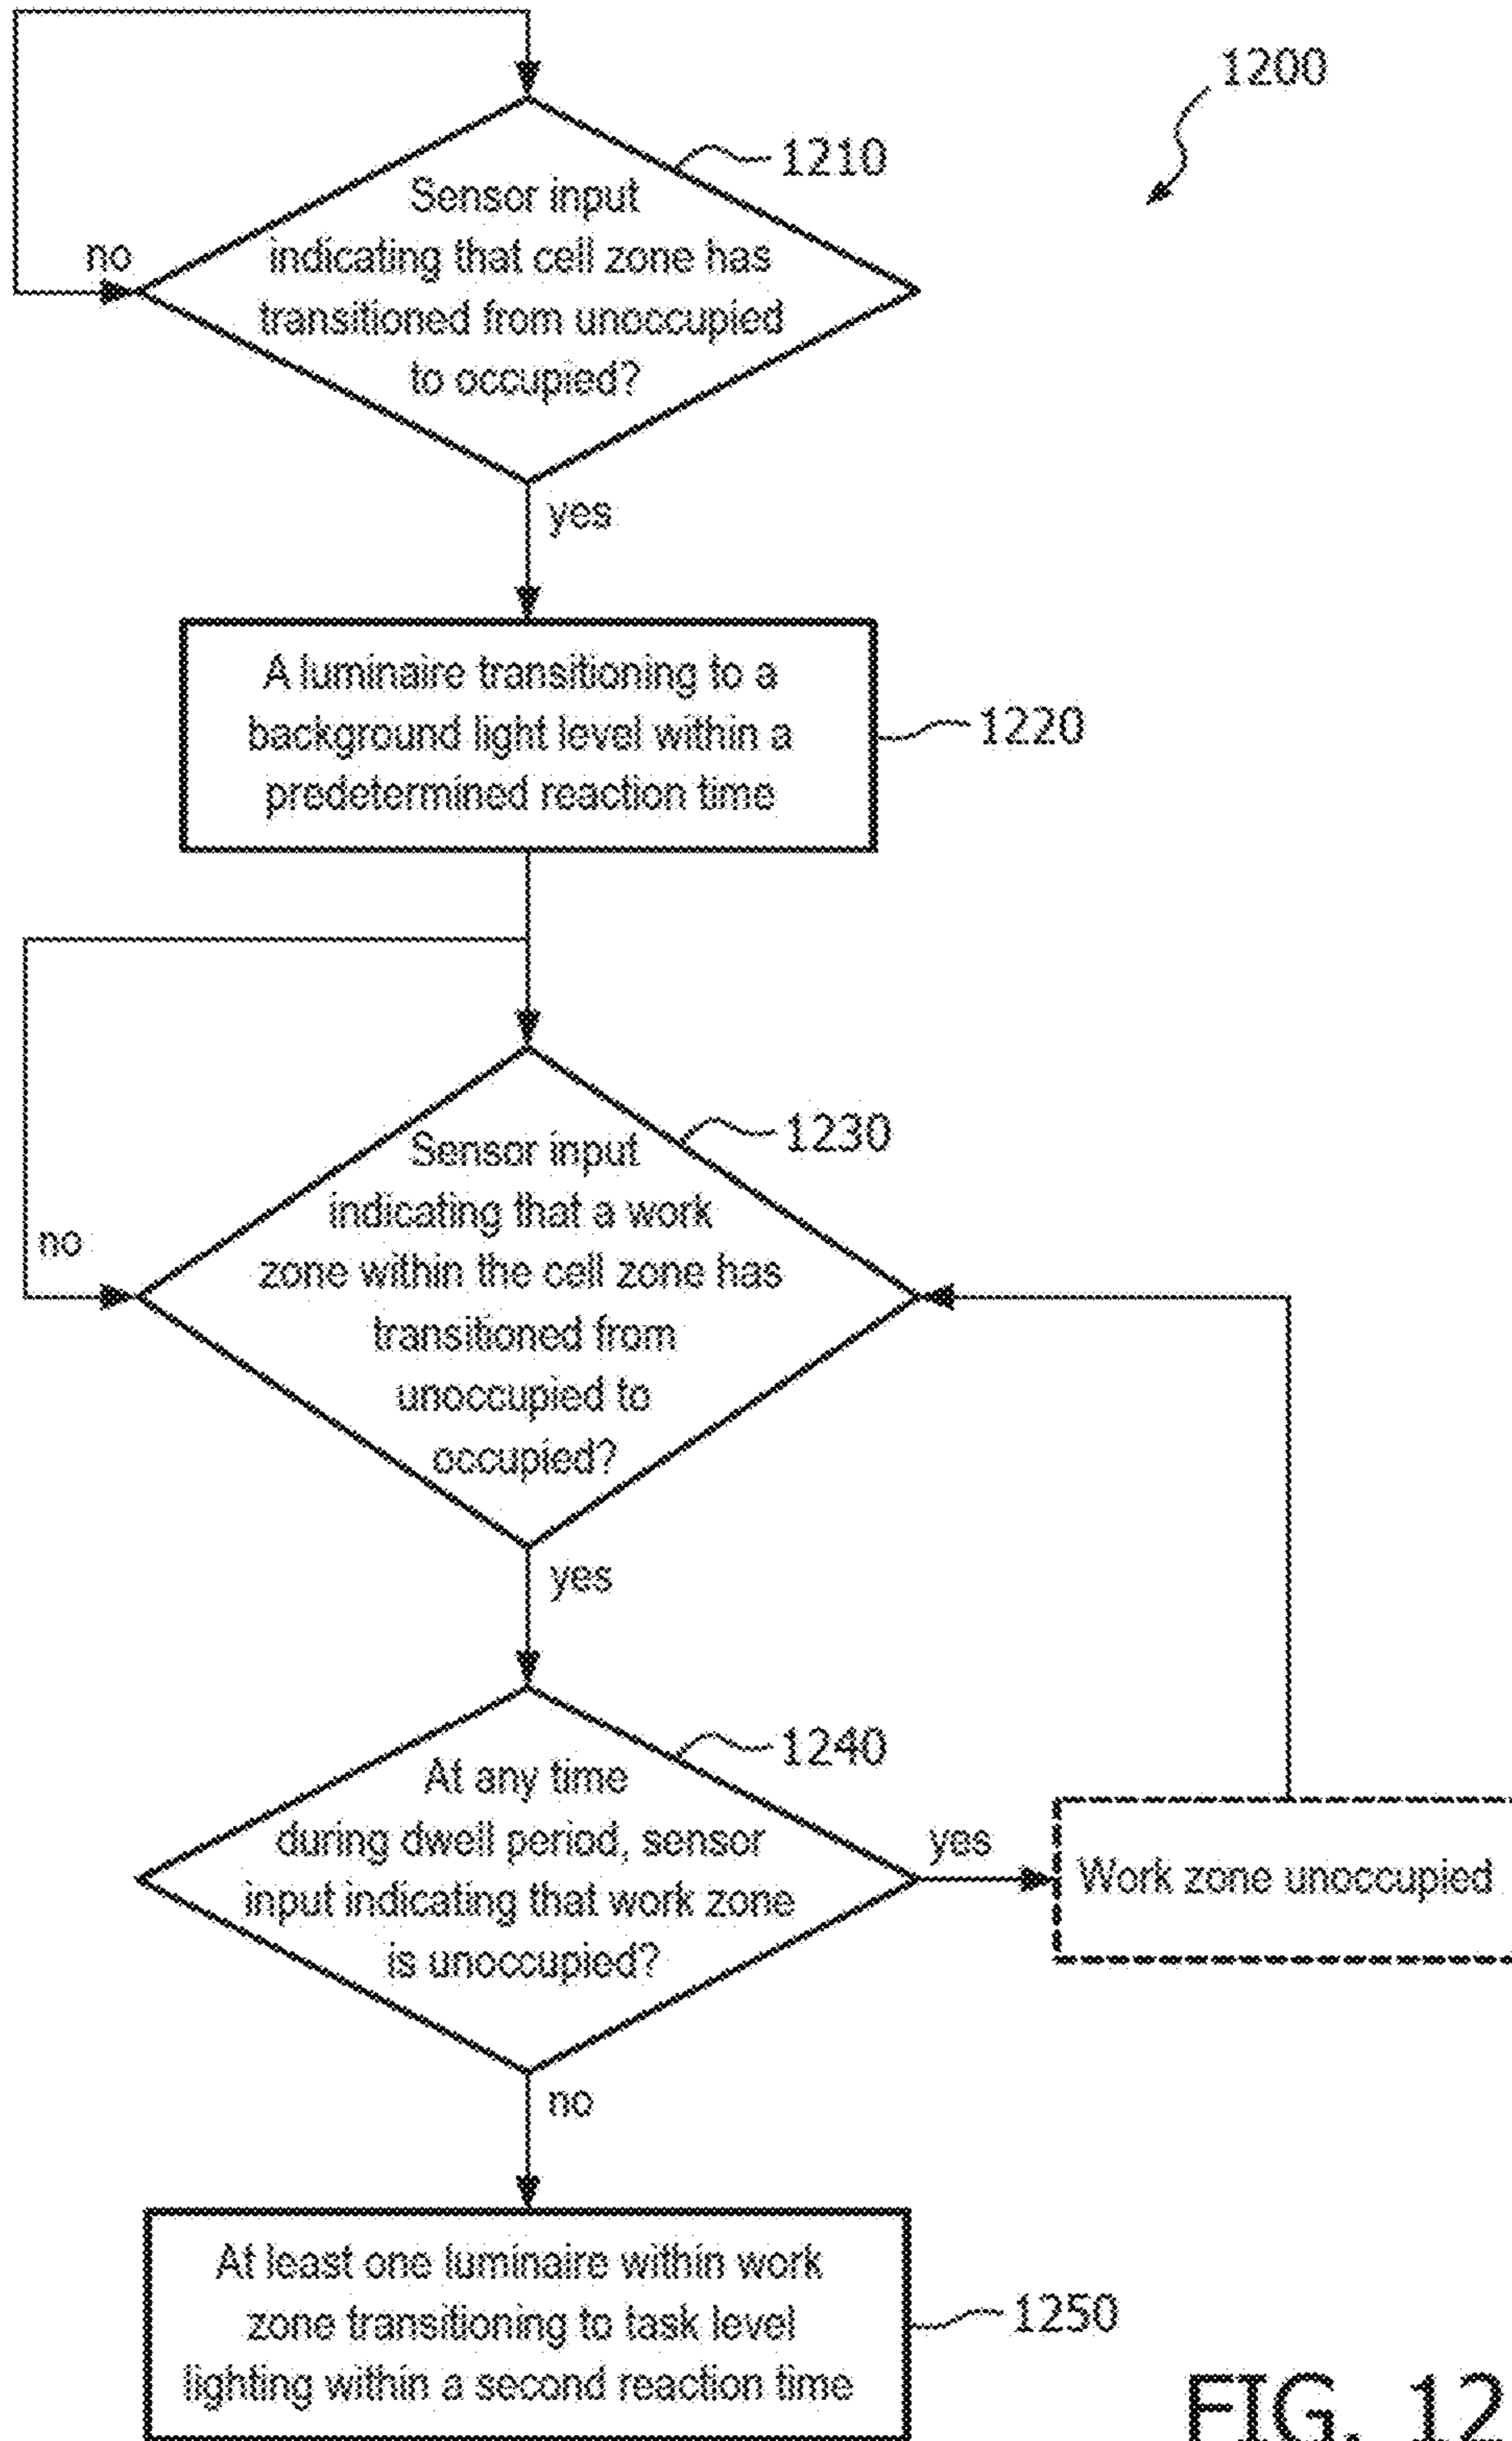 1200
1210
Sensor input
indicating that cell zone has
transitioned from unoccupied
to occupied?
no
yes
A luminaire transitioning to a
background light level within a
predetermined reaction time
1220
1230
Sensor input
indicating that a work
zone within the cell zone has
transitioned from
unoccupied to
occupied?
no
yes
1240
At any time
during dwell period, sensor
input indicating that work zone
is unoccupied?
yes
Work zone unoccupied
no
At least one luminaire within work
zone transitioning to task level
lighting within a second reaction time
1250
FIG. 12